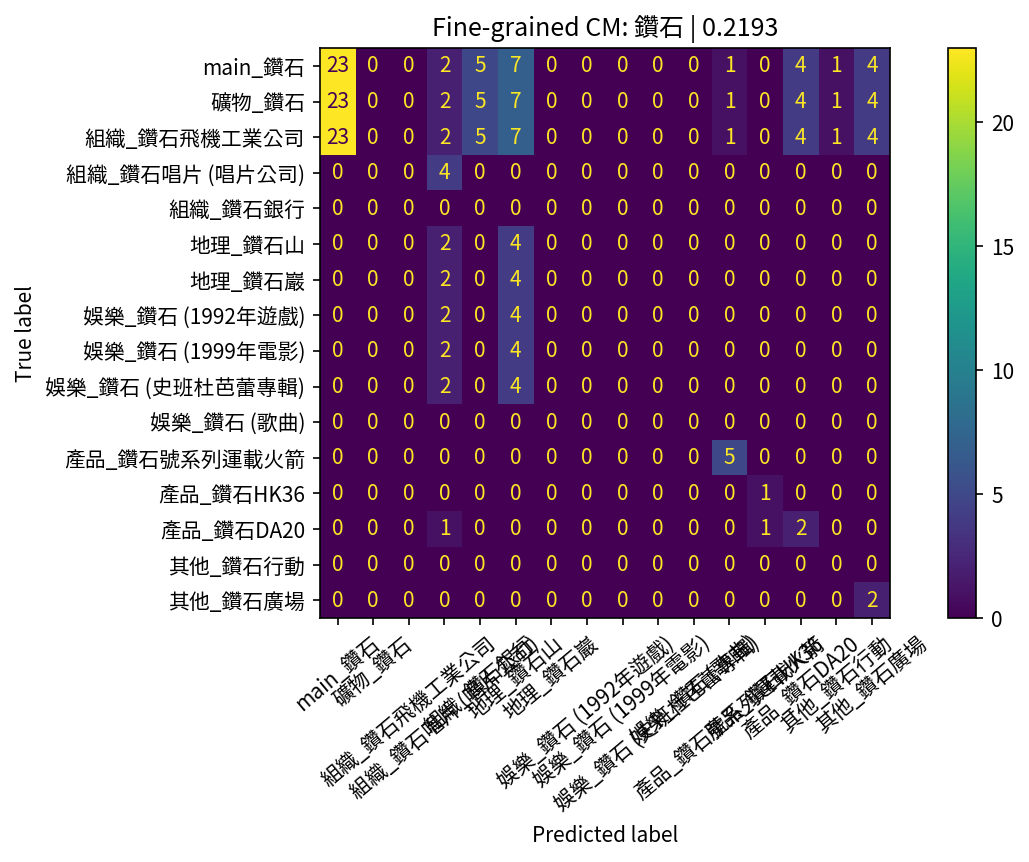 Fine-grained CM: 鑽石 | 0.2193
True label
main_鑽石 23 0 0 2 5 7 0 0 0 0 0 1 0 4 1 4
礦物_鑽石 23 0 0 2 5 7 0 0 0 0 0 1 0 4 1 4
組織_鑽石飛機工業公司 23 0 0 2 5 7 0 0 0 0 0 1 0 4 1 4
組織_鑽石唱片 (唱片公司) 0 0 0 4 0 0 0 0 0 0 0 0 0 0 0 0
組織_鑽石銀行 0 0 0 0 0 0 0 0 0 0 0 0 0 0 0 0
地理_鑽石山 0 0 0 2 0 4 0 0 0 0 0 0 0 0 0 0
地理_鑽石巖 0 0 0 2 0 4 0 0 0 0 0 0 0 0 0 0
娛樂_鑽石 (1992年遊戲) 0 0 0 2 0 4 0 0 0 0 0 0 0 0 0 0
娛樂_鑽石 (1999年電影) 0 0 0 2 0 4 0 0 0 0 0 0 0 0 0 0
娛樂_鑽石 (史班杜芭蕾專輯) 0 0 0 2 0 4 0 0 0 0 0 0 0 0 0 0
娛樂_鑽石 (歌曲) 0 0 0 0 0 0 0 0 0 0 0 0 0 0 0 0
產品_鑽石號系列運載火箭 0 0 0 0 0 0 0 0 0 0 0 5 0 0 0 0
產品_鑽石HK36 0 0 0 0 0 0 0 0 0 0 0 0 1 0 0 0
產品_鑽石DA20 0 0 0 1 0 0 0 0 0 0 0 0 1 2 0 0
其他_鑽石行動 0 0 0 0 0 0 0 0 0 0 0 0 0 0 0 0
其他_鑽石廣場 0 0 0 0 0 0 0 0 0 0 0 0 0 0 0 2
main_鑽石
礦物_鑽石
組織_鑽石飛機工業公司
地理_鑽石山
地理_鑽石巖
娛樂_鑽石 (1992年遊戲)
娛樂_鑽石 (1999年電影)
產品_鑽石DA20
其他_鑽石行動
其他_鑽石廣場
Predicted label
20
15
10
5
0